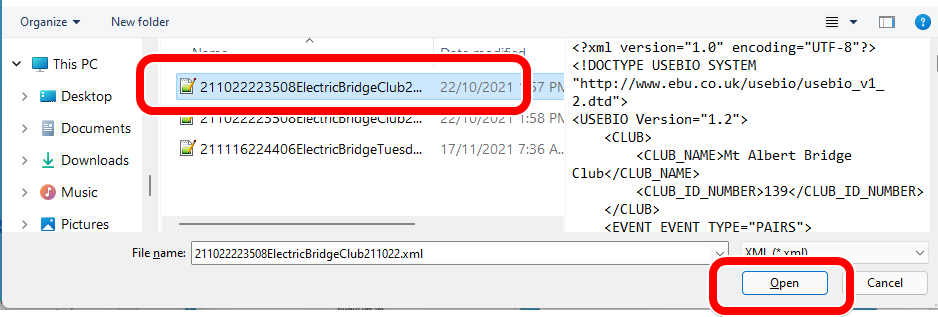 Organize New folder
This PC
Desktop
Documents
Downloads
Music
Pictures
Name Date modified
211022223508ElectricBridgeClub2... 22/10/2021 1:57 PM
211022223508ElectricBridgeClub2... 22/10/2021 1:58 PM
211116224406ElectricBridgeTuesd... 17/11/2021 7:36 A...
<?xml version="1.0" encoding="UTF-8"?>
<!DOCTYPE USEBIO SYSTEM
"http://www.ebu.co.uk/usebio/usebio_v1_
2.dtd">
<USEBIO Version="1.2">
<CLUB>
<CLUB_NAME>Mt Albert Bridge
Club</CLUB_NAME>
<CLUB_ID_NUMBER>139</CLUB_ID_NUMBER>
</CLUB>
<EVENT EVENT_TYPE="PAIRS">
File name: 211022223508ElectricBridgeClub211022.xml XML (*.xml)
Open Cancel